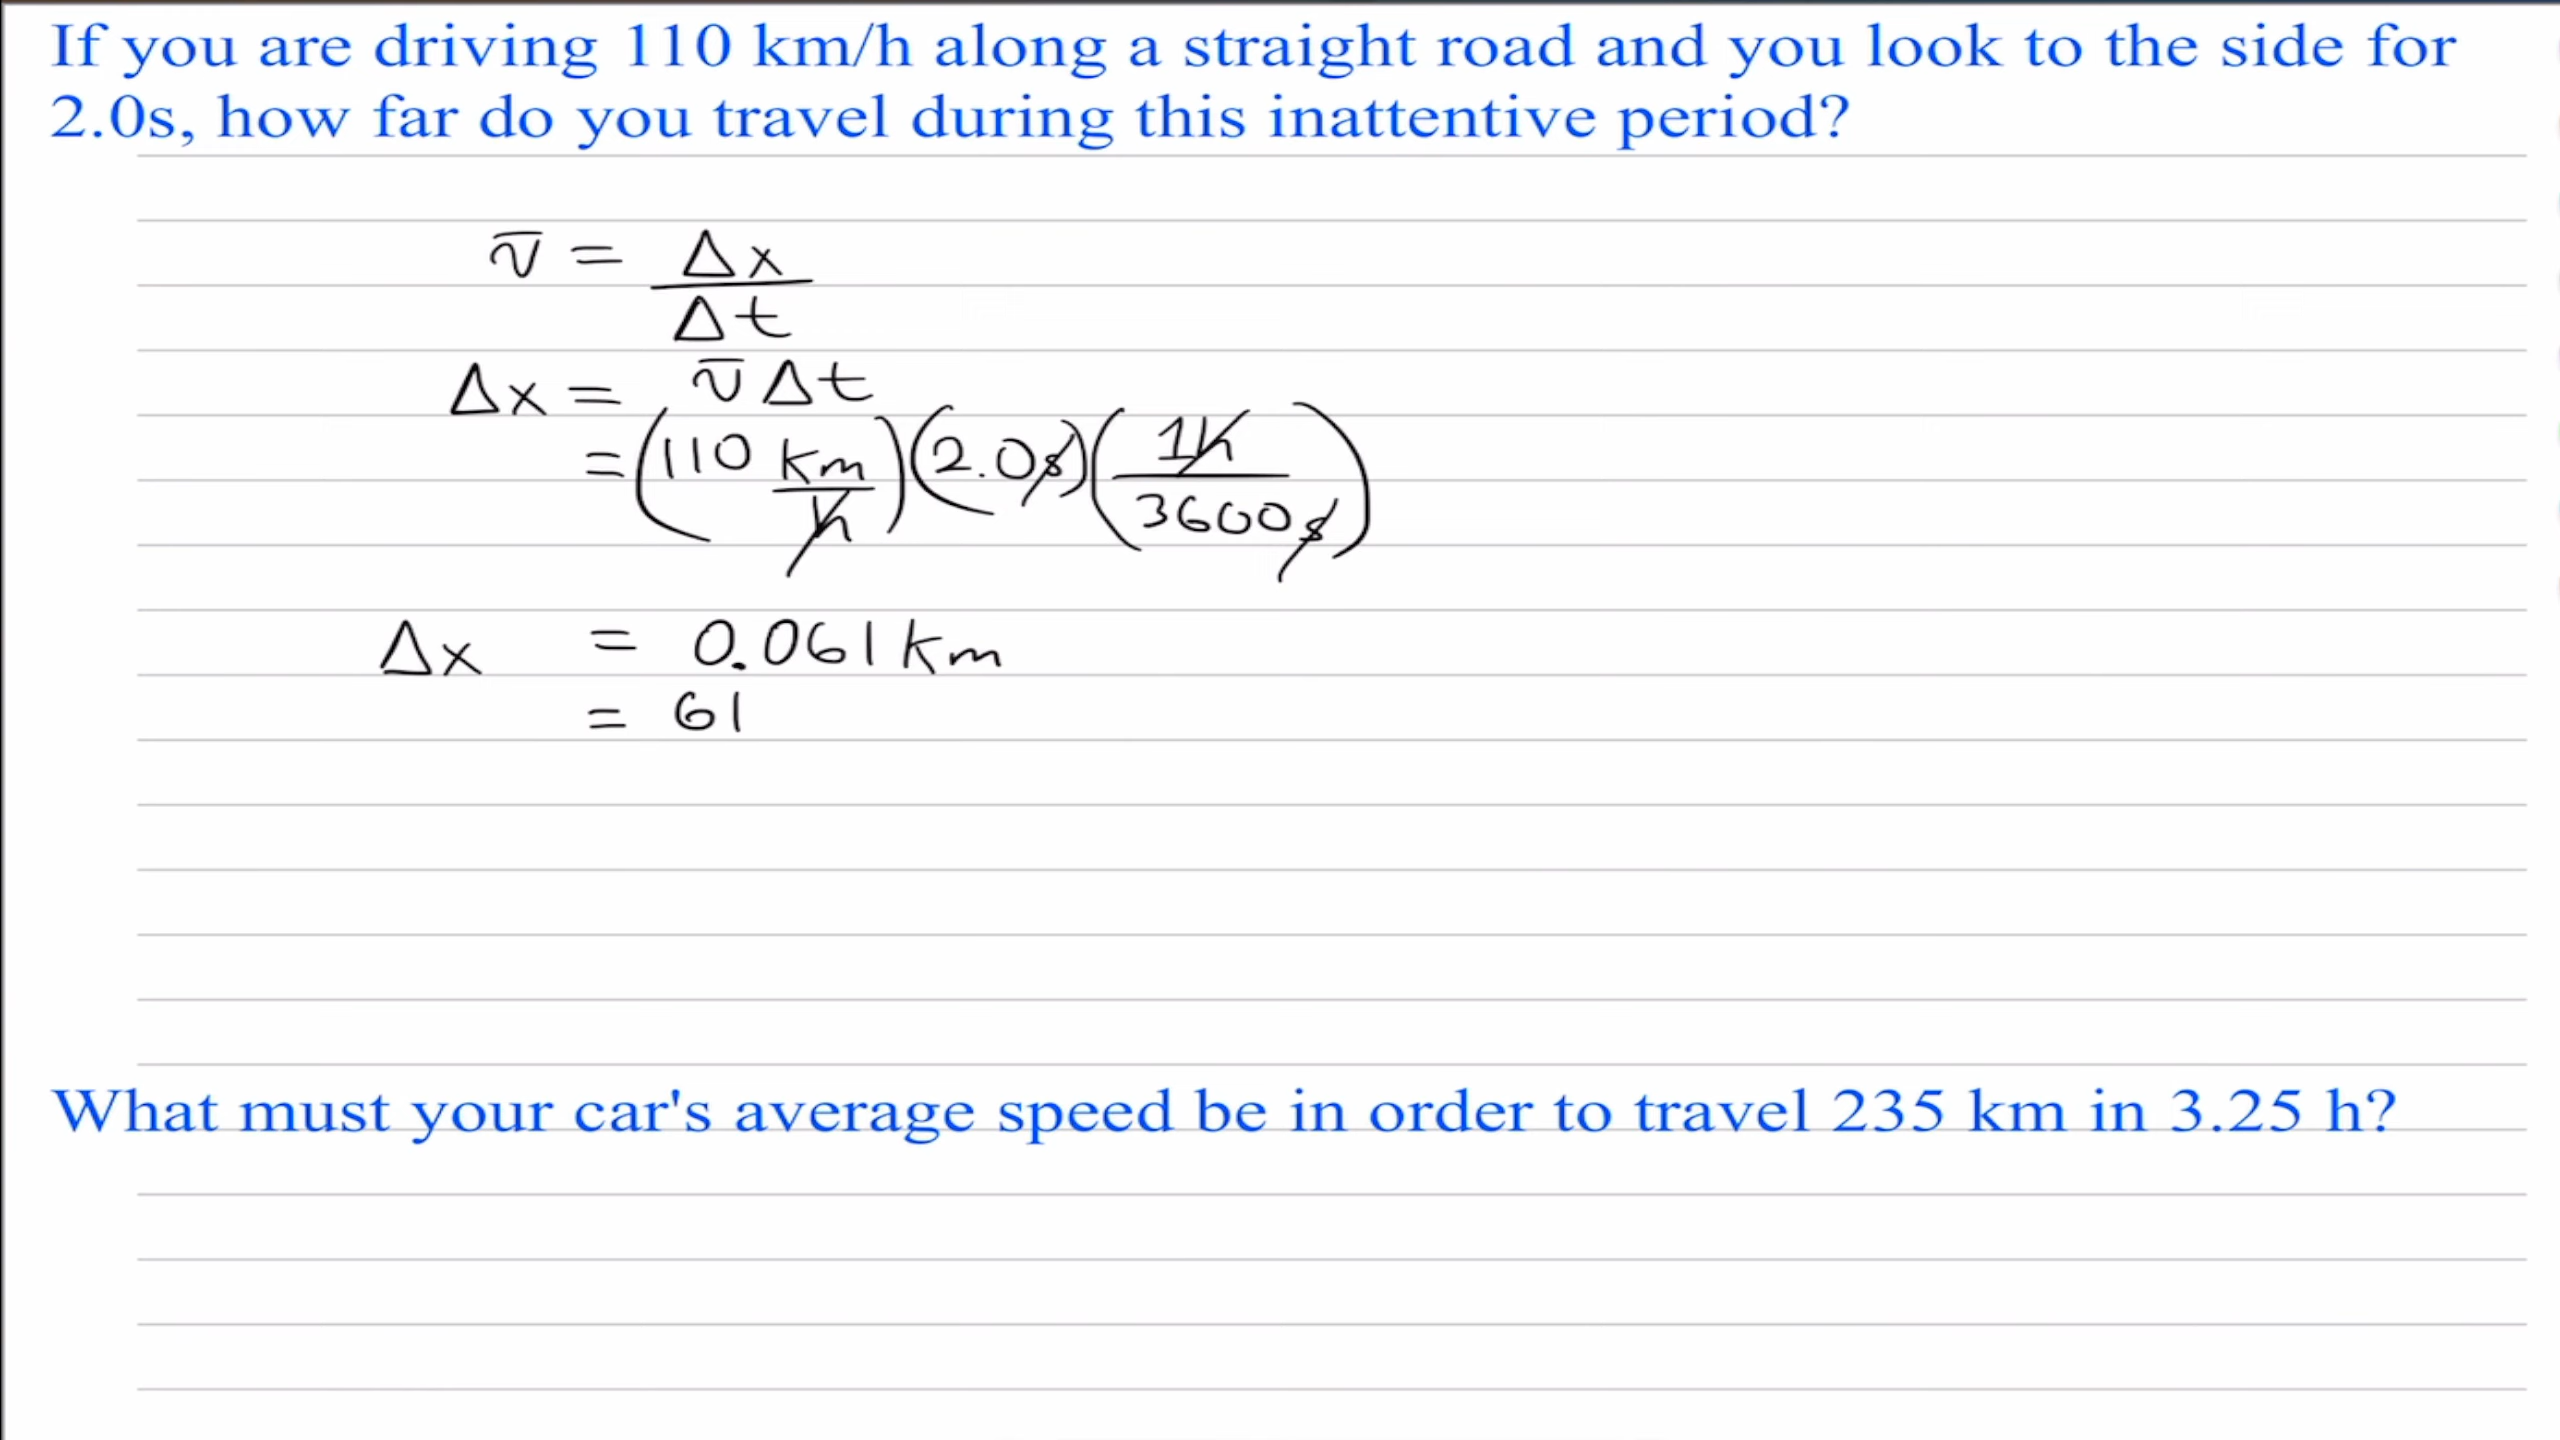 If you are driving 110 km/h along a straight road and you look to the side for
2.0s, how far do you travel during this inattentive period?
v̄ = Δx / Δt
Δx = v̄ Δt
= (110 km/h)(2.0s)(1h/3600s)
Δx = 0.061 km
= 61
What must your car's average speed be in order to travel 235 km in 3.25 h?